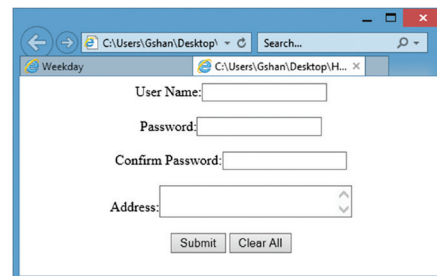 C:\Users\Gshan\Desktop\
Search...
Weekday
C:\Users\Gshan\Desktop\H...
User Name:
Password:
Confirm Password:
Address:
Submit
Clear All